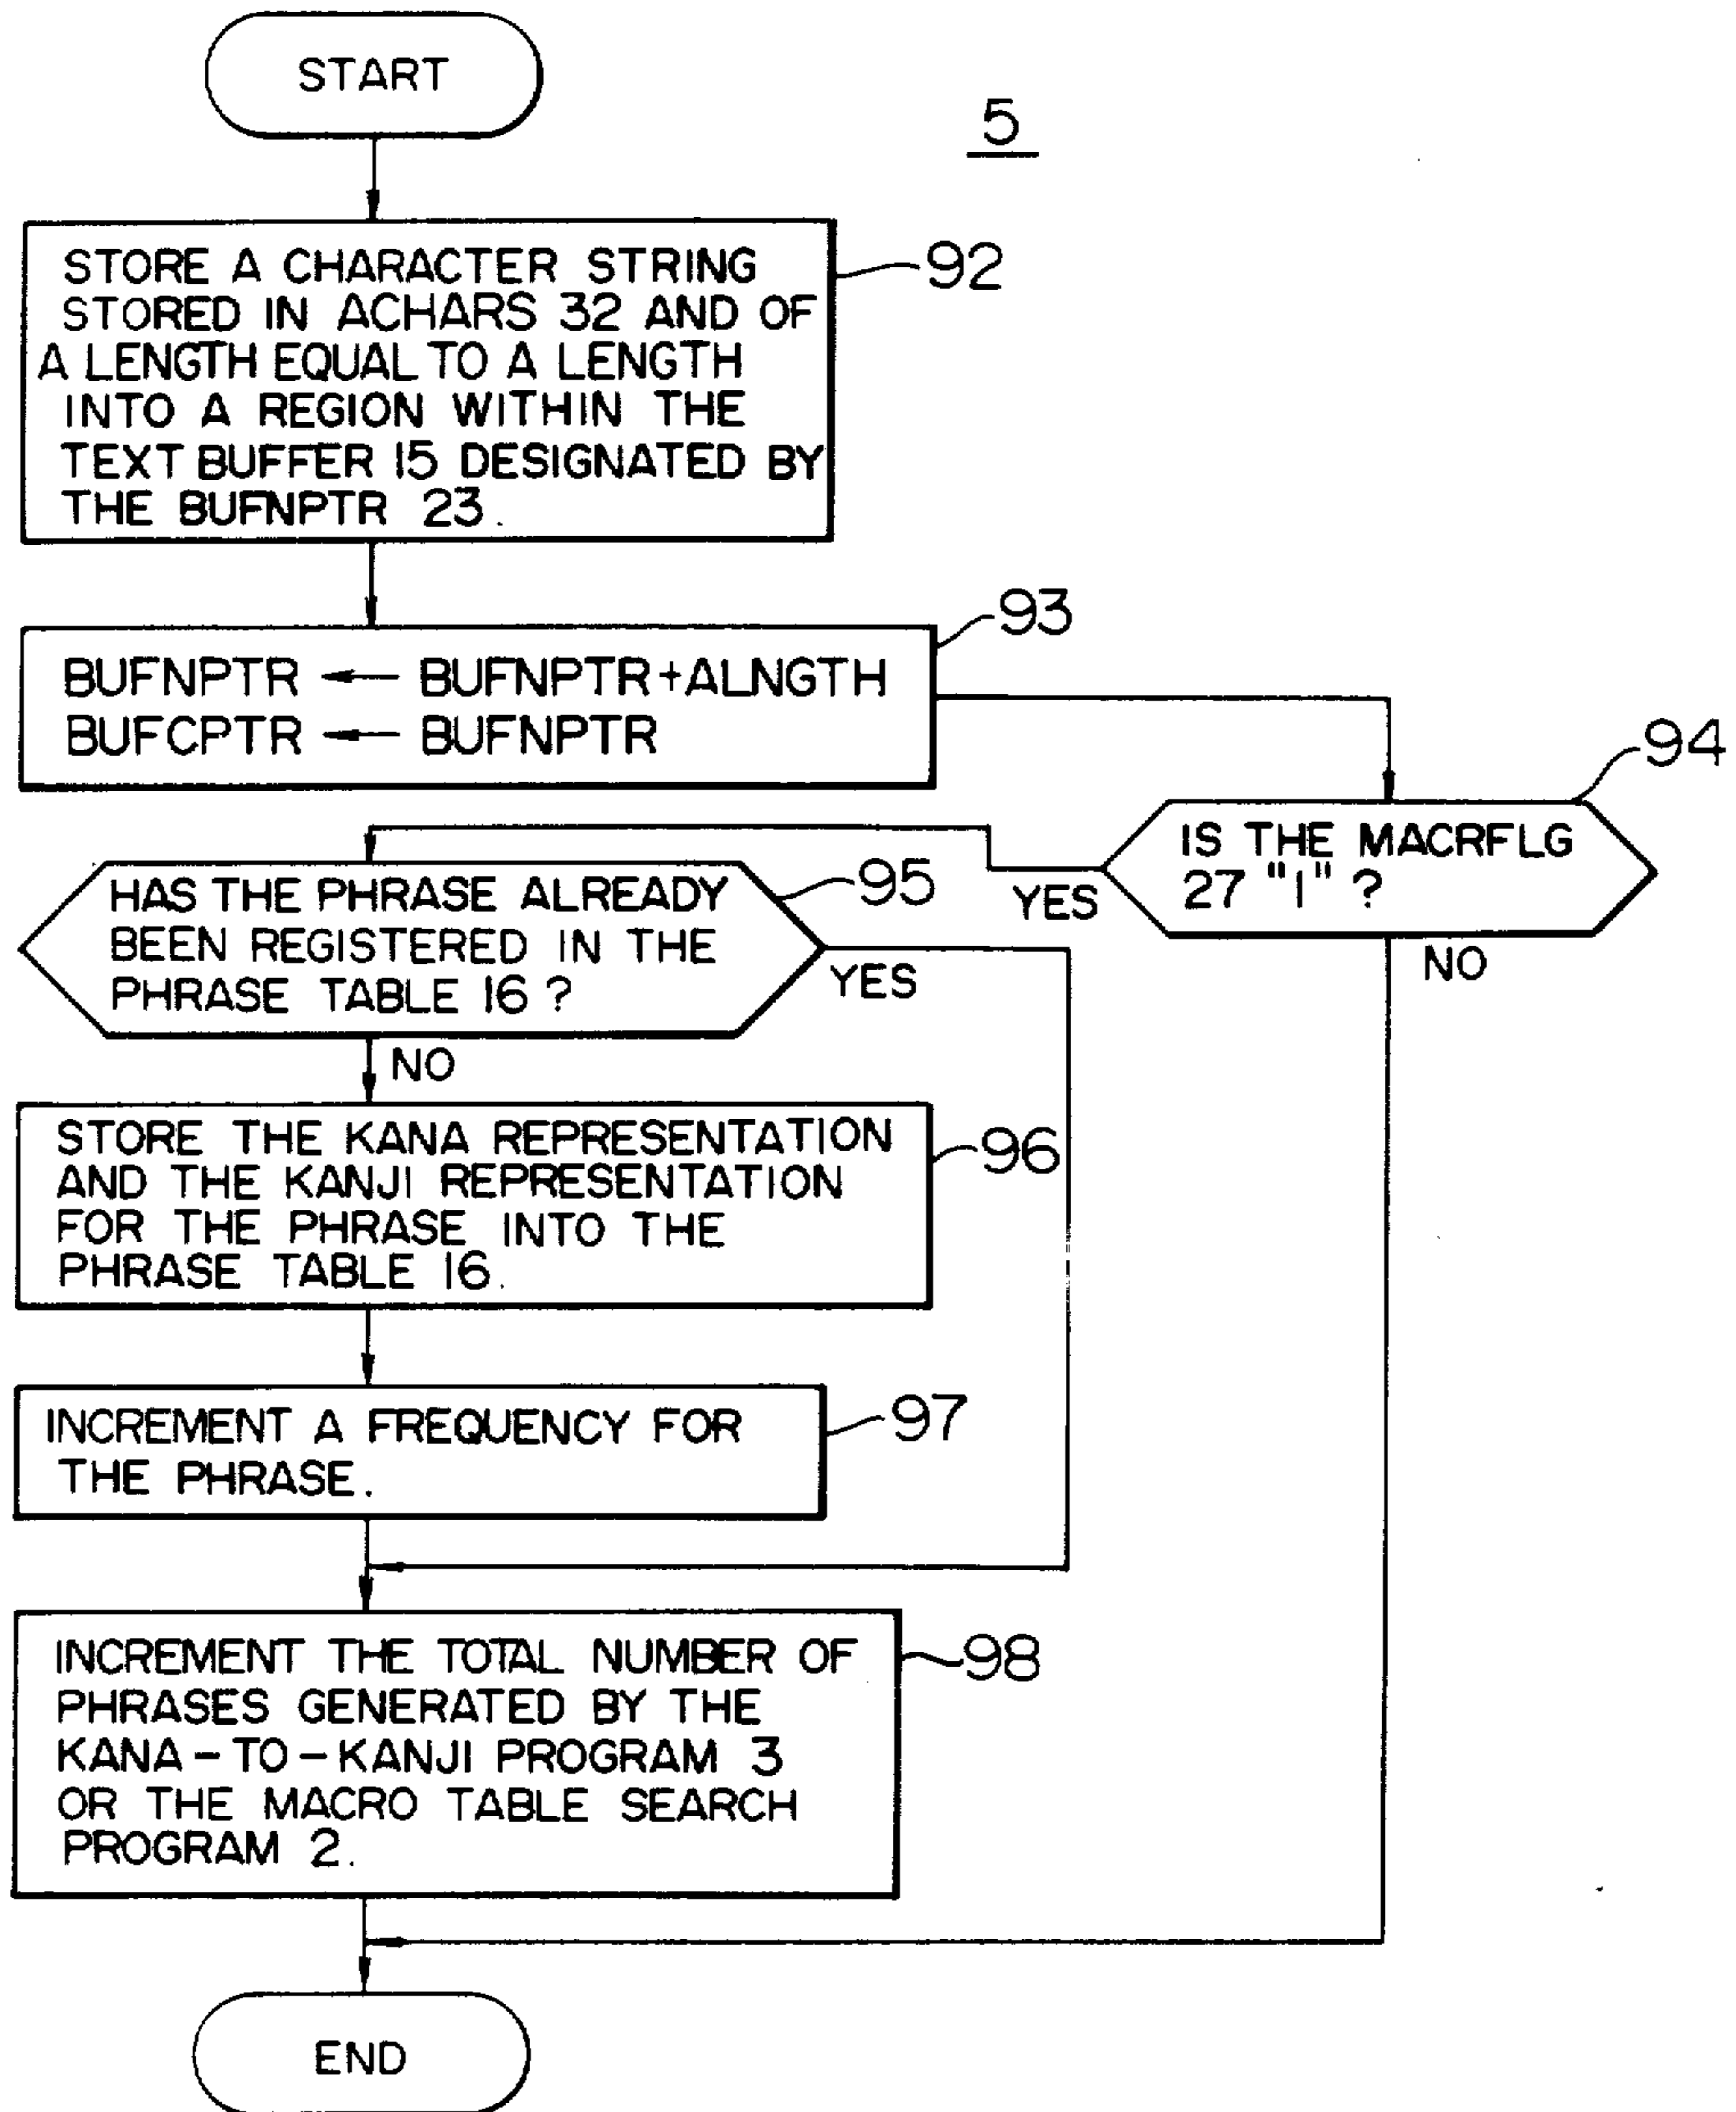 START
5
STORE A CHARACTER STRING
STORED IN ACHARS 32 AND OF
A LENGTH EQUAL TO A LENGTH
INTO A REGION WITHIN THE
TEXT BUFFER 15 DESIGNATED BY
THE BUFNPTR 23.
92
BUFNPTR ← BUFNPTR+ALNGTH
BUFCPTR ← BUFNPTR
93
IS THE MACRFLG
27 "1" ?
94
YES
NO
HAS THE PHRASE ALREADY
BEEN REGISTERED IN THE
PHRASE TABLE 16 ?
95
YES
NO
STORE THE KANA REPRESENTATION
AND THE KANJI REPRESENTATION
FOR THE PHRASE INTO THE
PHRASE TABLE 16.
96
INCREMENT A FREQUENCY FOR
THE PHRASE.
97
INCREMENT THE TOTAL NUMBER OF
PHRASES GENERATED BY THE
KANA-TO-KANJI PROGRAM 3
OR THE MACRO TABLE SEARCH
PROGRAM 2.
98
END